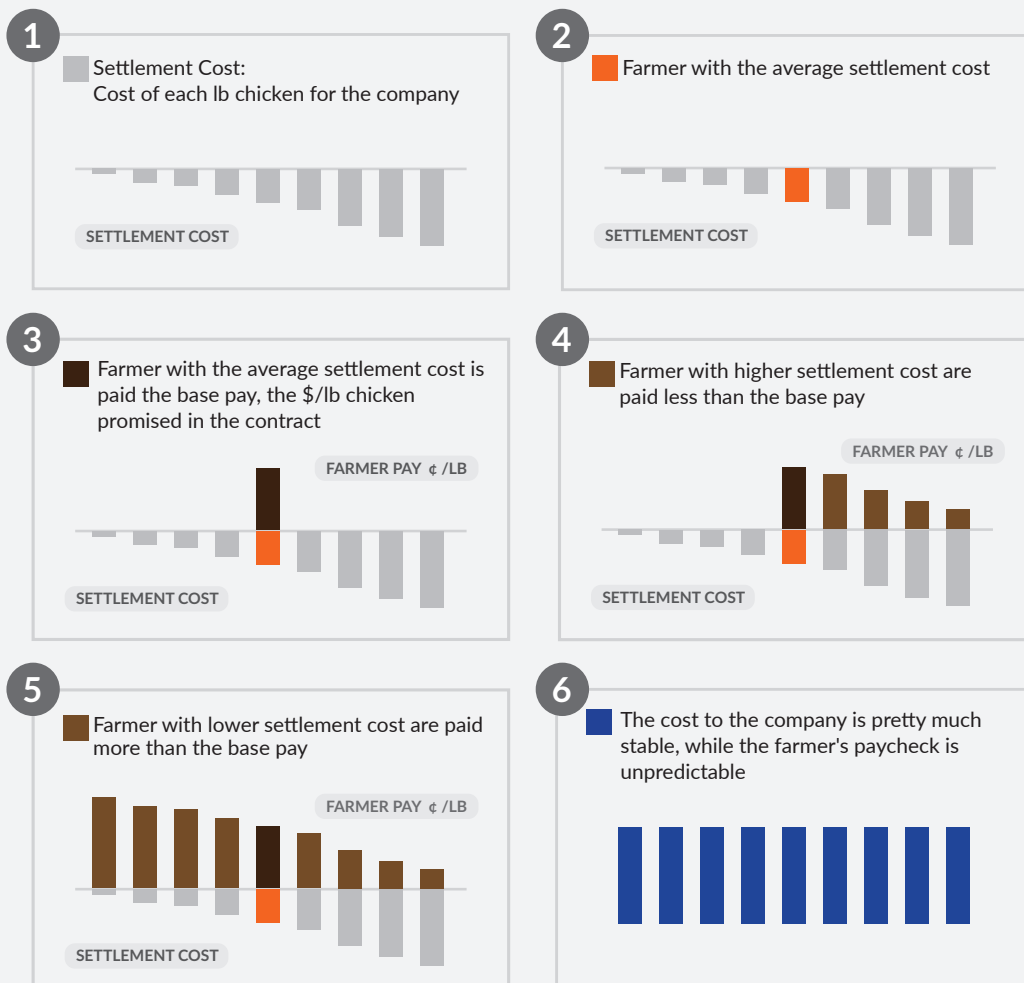 1
Settlement Cost:
Cost of each lb chicken for the company
SETTLEMENT COST
2
Farmer with the average settlement cost
SETTLEMENT COST
3
Farmer with the average settlement cost is
paid the base pay, the $/lb chicken
promised in the contract
FARMER PAY ¢ /LB
SETTLEMENT COST
4
Farmer with higher settlement cost are
paid less than the base pay
FARMER PAY ¢ /LB
SETTLEMENT COST
5
Farmer with lower settlement cost are paid
more than the base pay
FARMER PAY ¢ /LB
SETTLEMENT COST
6
The cost to the company is pretty much
stable, while the farmer's paycheck is
unpredictable